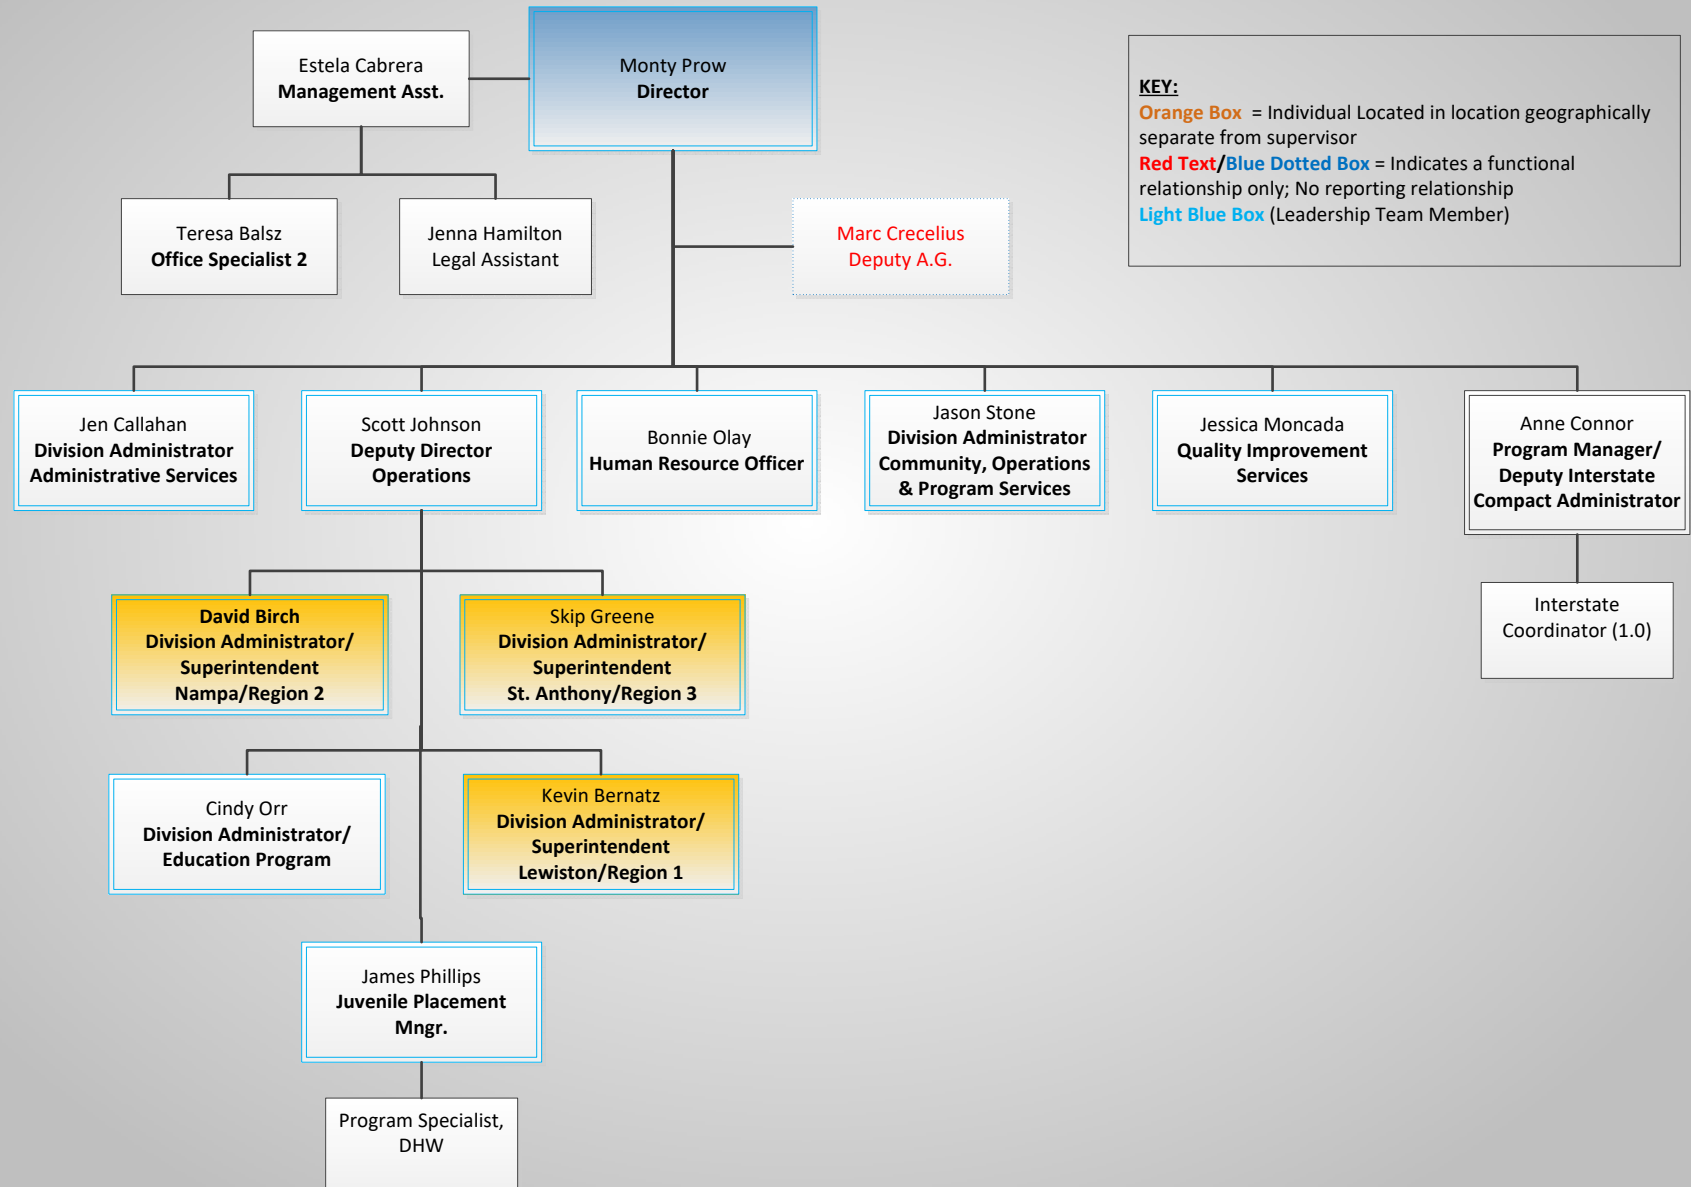 Estela Cabrera
Management Asst.
Monty Prow
Director
KEY:
Orange Box = Individual Located in location geographically
separate from supervisor
Red Text/Blue Dotted Box = Indicates a functional
relationship only; No reporting relationship
Light Blue Box (Leadership Team Member)
Teresa Balsz
Office Specialist 2
Jenna Hamilton
Legal Assistant
Marc Crecelius
Deputy A.G.
Jen Callahan
Division Administrator
Administrative Services
Scott Johnson
Deputy Director
Operations
Bonnie Olay
Human Resource Officer
Jason Stone
Division Administrator
Community, Operations
& Program Services
Jessica Moncada
Quality Improvement
Services
Anne Connor
Program Manager/
Deputy Interstate
Compact Administrator
David Birch
Division Administrator/
Superintendent
Nampa/Region 2
Skip Greene
Division Administrator/
Superintendent
St. Anthony/Region 3
Interstate
Coordinator (1.0)
Cindy Orr
Division Administrator/
Education Program
Kevin Bernatz
Division Administrator/
Superintendent
Lewiston/Region 1
James Phillips
Juvenile Placement
Mngr.
Program Specialist,
DHW